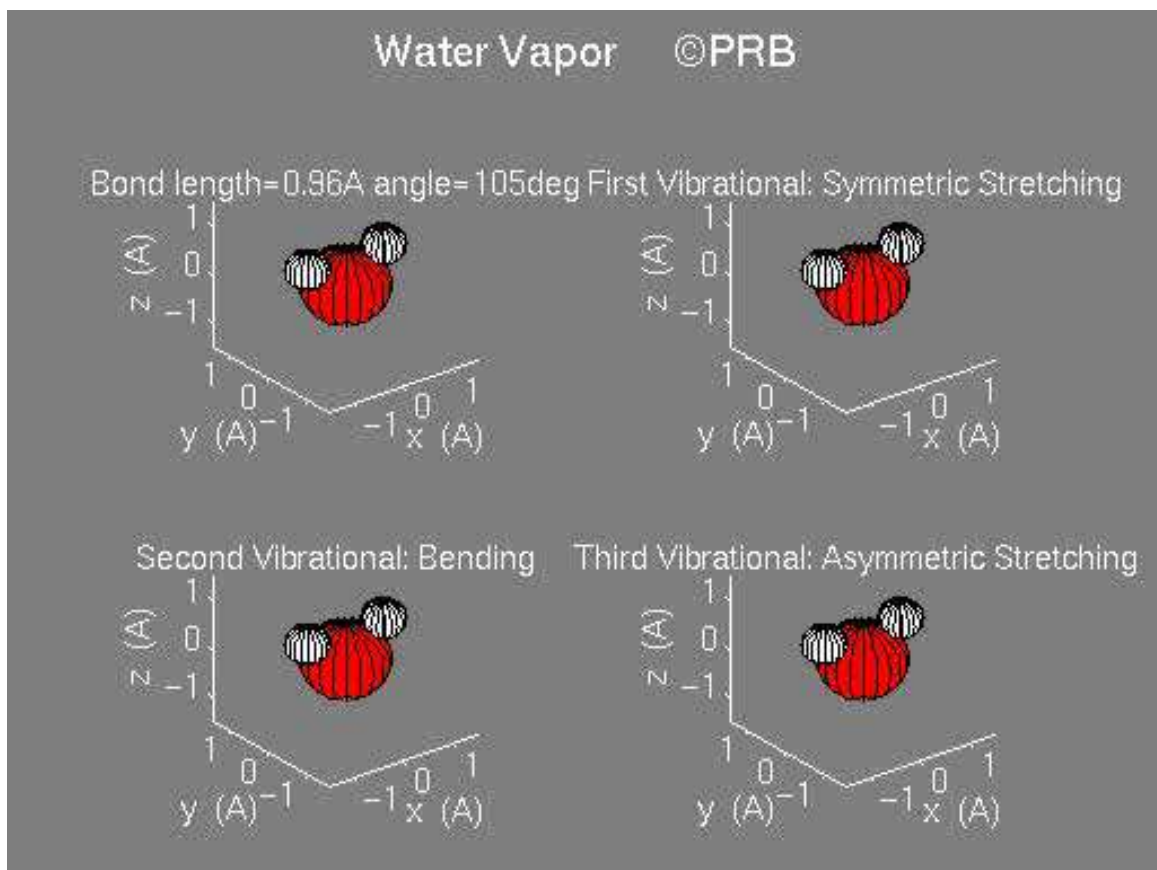 Water Vapor ©PRB
Bond length=0.96A angle=105deg
1
0
−1
z (A)
1
0
−1
y (A)
−1
0
1
x (A)
First Vibrational: Symmetric Stretching
1
0
−1
z (A)
1
0
−1
y (A)
−1
0
1
x (A)
Second Vibrational: Bending
1
0
−1
z (A)
1
0
−1
y (A)
−1
0
1
x (A)
Third Vibrational: Asymmetric Stretching
1
0
−1
z (A)
1
0
−1
y (A)
−1
0
1
x (A)